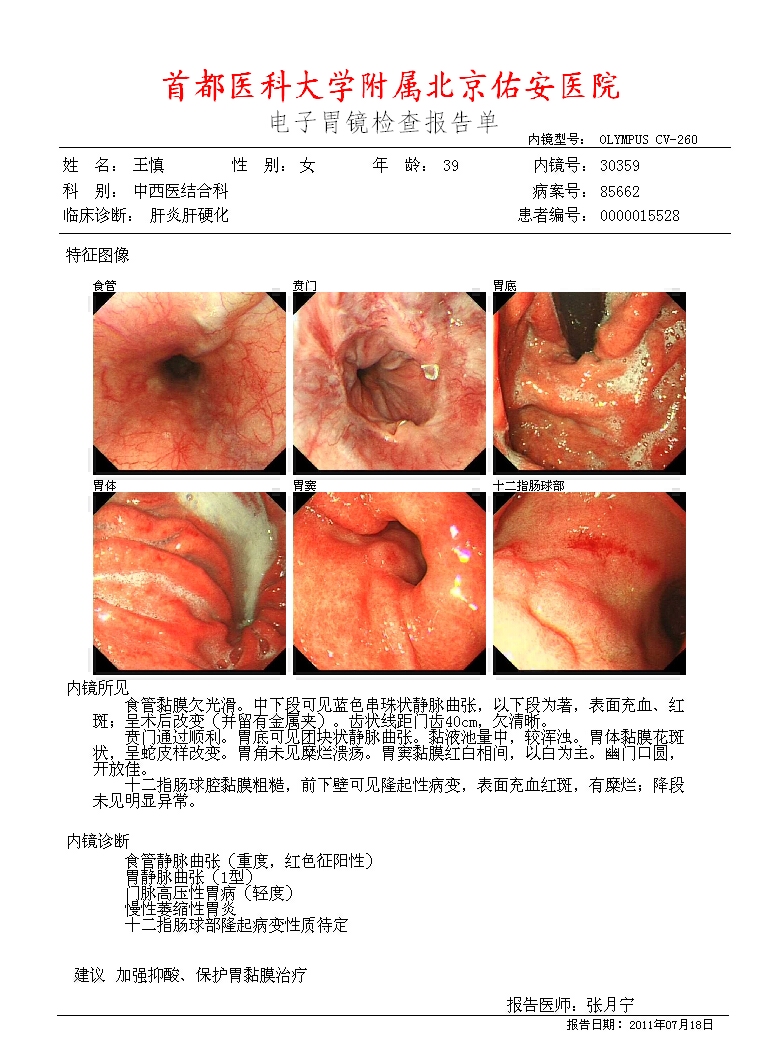 首都医科大学附属北京佑安医院
电子胃镜检查报告单
内镜型号： OLYMPUS CV-260
姓 名： 王慎 性 别： 女 年 龄： 39 内镜号： 30359
科 别： 中西医结合科 病案号： 85662
临床诊断： 肝炎肝硬化 患者编号： 0000015528
特征图像
食管 贲门 胃底
胃体 胃窦 十二指肠球部
内镜所见
食管黏膜欠光滑。中下段可见蓝色串珠状静脉曲张，以下段为著，表面充血、红
斑；呈术后改变（并留有金属夹）。齿状线距门齿40cm，欠清晰。
贲门通过顺利。胃底可见团块状静脉曲张。黏液池量中，较浑浊。胃体黏膜花斑
状，呈蛇皮样改变。胃角未见糜烂溃疡。胃窦黏膜红白相间，以白为主。幽门口圆，
开放佳。
十二指肠球腔黏膜粗糙，前下壁可见隆起性病变，表面充血红斑，有糜烂；降段
未见明显异常。
内镜诊断
食管静脉曲张（重度，红色征阳性）
胃静脉曲张（1型）
门脉高压性胃病（轻度）
慢性萎缩性胃炎
十二指肠球部隆起病变性质待定
建议 加强抑酸、保护胃黏膜治疗
报告医师： 张月宁
报告日期： 2011年07月18日